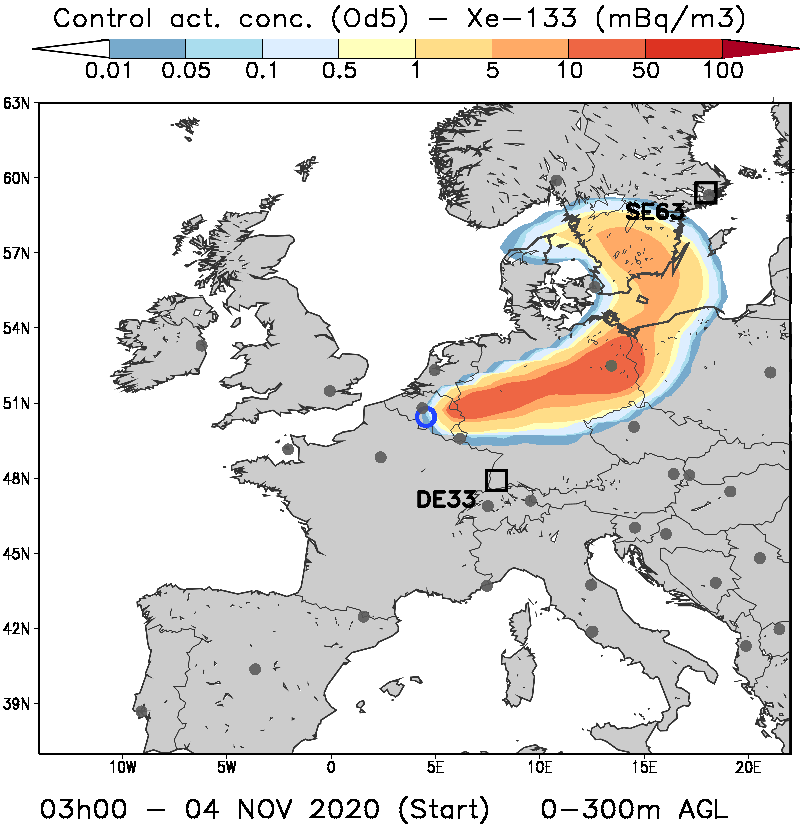 Control act. conc. (Od5) – Xe–133 (mBq/m3)
0.01 0.05 0.1 0.5 1 5 10 50 100
63N
60N
SE63
57N
54N
51N
48N
DE33
45N
42N
39N
10W 5W 0 5E 10E 15E 20E
03h00 – 04 NOV 2020 (Start) 0–300m AGL